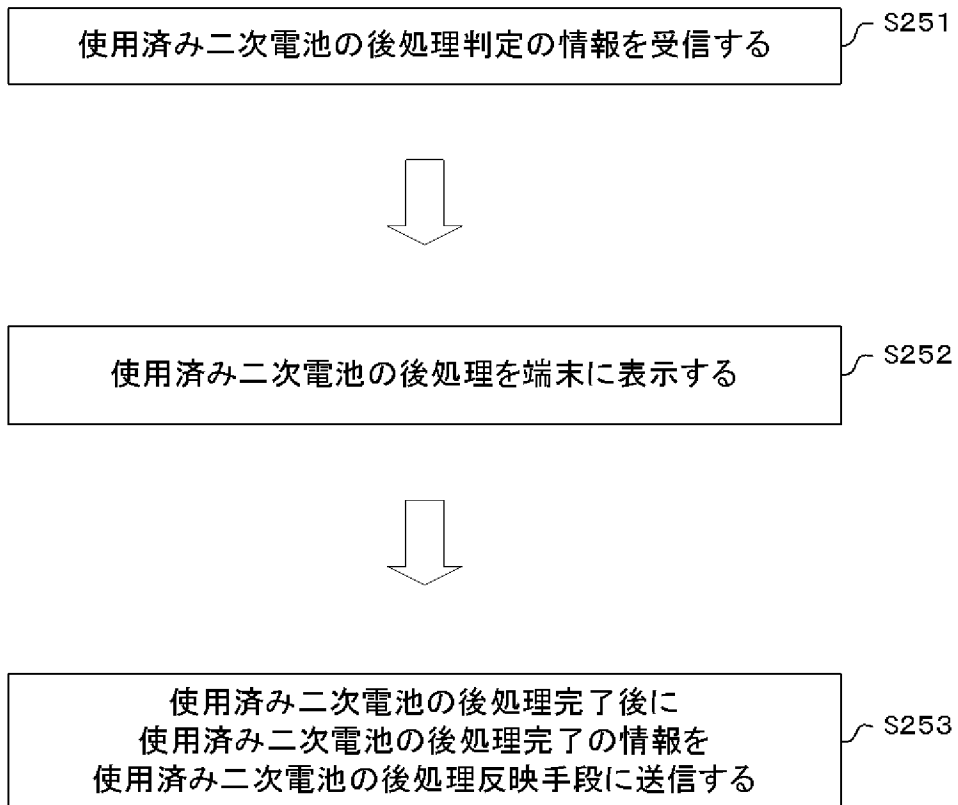 使用済み二次電池の後処理判定の情報を受信する
S251
使用済み二次電池の後処理を端末に表示する
S252
使用済み二次電池の後処理完了後に
使用済み二次電池の後処理完了の情報を
使用済み二次電池の後処理反映手段に送信する
S253